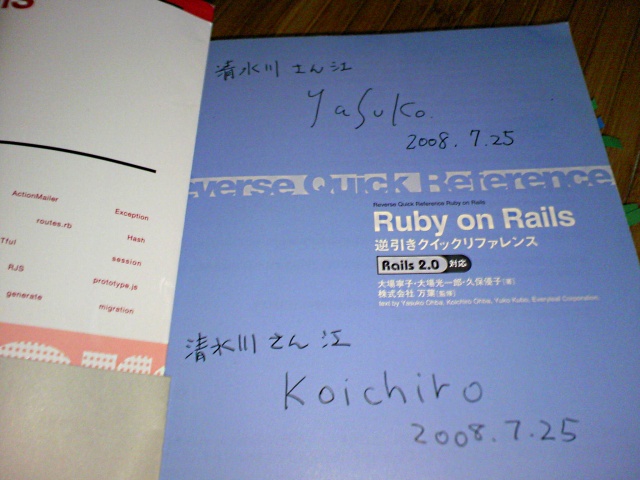 ActionMailer
Exception
routes.rb
Hash
Tful
session
RJS
prototype.js
generate
migration
清水川さん江
Yasuko.
2008.7.25
everse Quick Reference
Reverse Quick Reference Ruby on Rails
Ruby on Rails
逆引きクイックリファレンス
Rails 2.0 対応
大場寧子・大場光一郎・久保優子(著)
株式会社 万葉(監修)
text by Yasuko Ohba, Koichiro Ohba, Yuko Kubo, Everyleaf Corporation.
清水川さん江
Koichiro
2008.7.25